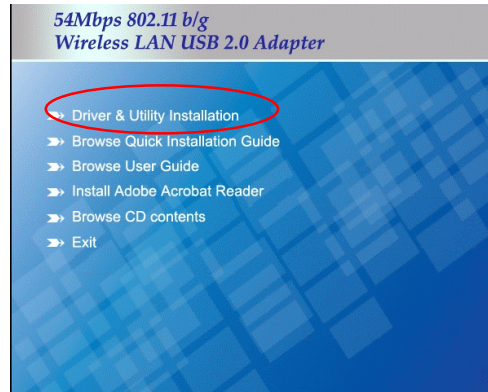 54Mbps 802.11 b/g
Wireless LAN USB 2.0 Adapter
Driver & Utility Installation
Browse Quick Installation Guide
Browse User Guide
Install Adobe Acrobat Reader
Browse CD contents
Exit